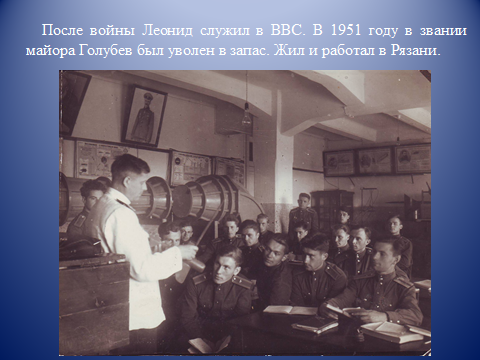 После войны Леонид служил в ВВС. В 1951 году в звании
майора Голубев был уволен в запас. Жил и работал в Рязани.